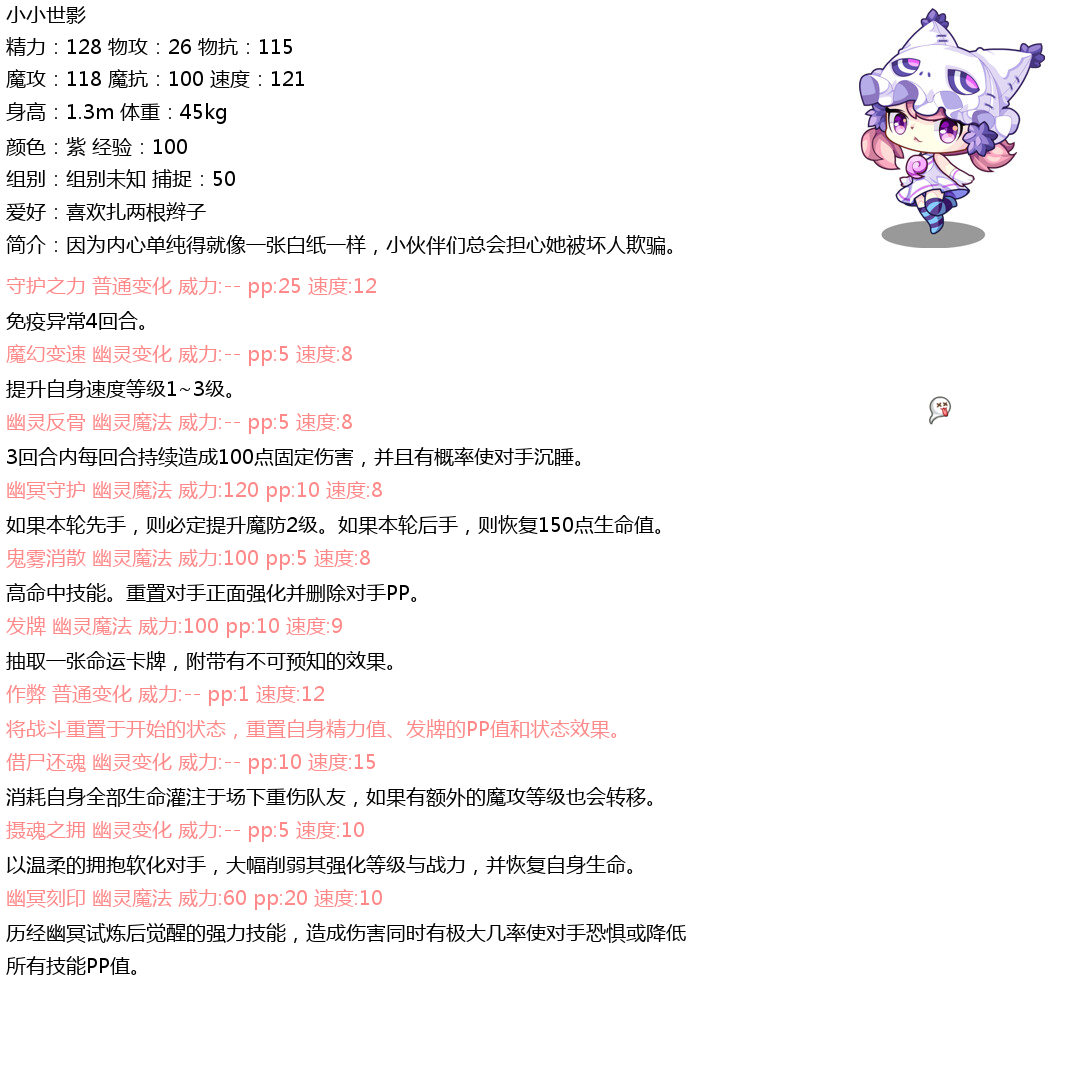 小小世影
精力：128 物攻：26 物抗：115
魔攻：118 魔抗：100 速度：121
身高：1.3m 体重：45kg
颜色：紫 经验：100
组别：组别未知 捕捉：50
爱好：喜欢扎两根辫子
简介：因为内心单纯得就像一张白纸一样，小伙伴们总会担心她被坏人欺骗。
守护之力 普通变化 威力:-- pp:25 速度:12
免疫异常4回合。
魔幻变速 幽灵变化 威力:-- pp:5 速度:8
提升自身速度等级1~3级。
幽灵反骨 幽灵魔法 威力:-- pp:5 速度:8
3回合内每回合持续造成100点固定伤害，并且有概率使对手沉睡。
幽冥守护 幽灵魔法 威力:120 pp:10 速度:8
如果本轮先手，则必定提升魔防2级。如果本轮后手，则恢复150点生命值。
鬼雾消散 幽灵魔法 威力:100 pp:5 速度:8
高命中技能。重置对手正面强化并删除对手PP。
发牌 幽灵魔法 威力:100 pp:10 速度:9
抽取一张命运卡牌，附带有不可预知的效果。
作弊 普通变化 威力:-- pp:1 速度:12
将战斗重置于开始的状态，重置自身精力值、发牌的PP值和状态效果。
借尸还魂 幽灵变化 威力:-- pp:10 速度:15
消耗自身全部生命灌注于场下重伤队友，如果有额外的魔攻等级也会转移。
摄魂之拥 幽灵变化 威力:-- pp:5 速度:10
以温柔的拥抱软化对手，大幅削弱其强化等级与战力，并恢复自身生命。
幽冥刻印 幽灵魔法 威力:60 pp:20 速度:10
历经幽冥试炼后觉醒的强力技能，造成伤害同时有极大几率使对手恐惧或降低
所有技能PP值。